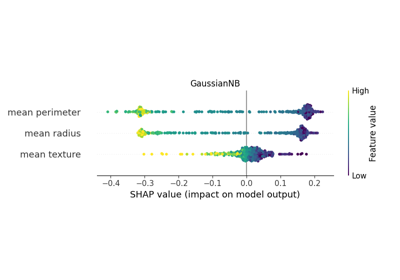 GaussianNB
High
mean perimeter
mean radius
mean texture
Feature value
Low
−0.4 −0.3 −0.2 −0.1 0.0 0.1 0.2
SHAP value (impact on model output)